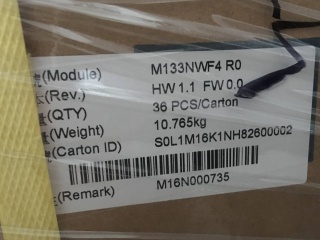 (Module) M133NWF4 R0
(Rev.) HW 1.1 FW 0.0
(QTY) 36 PCS/Carton
(Weight) 10.765kg
(Carton ID) S0L1M16K1NH82600002
(Remark) M16N000735